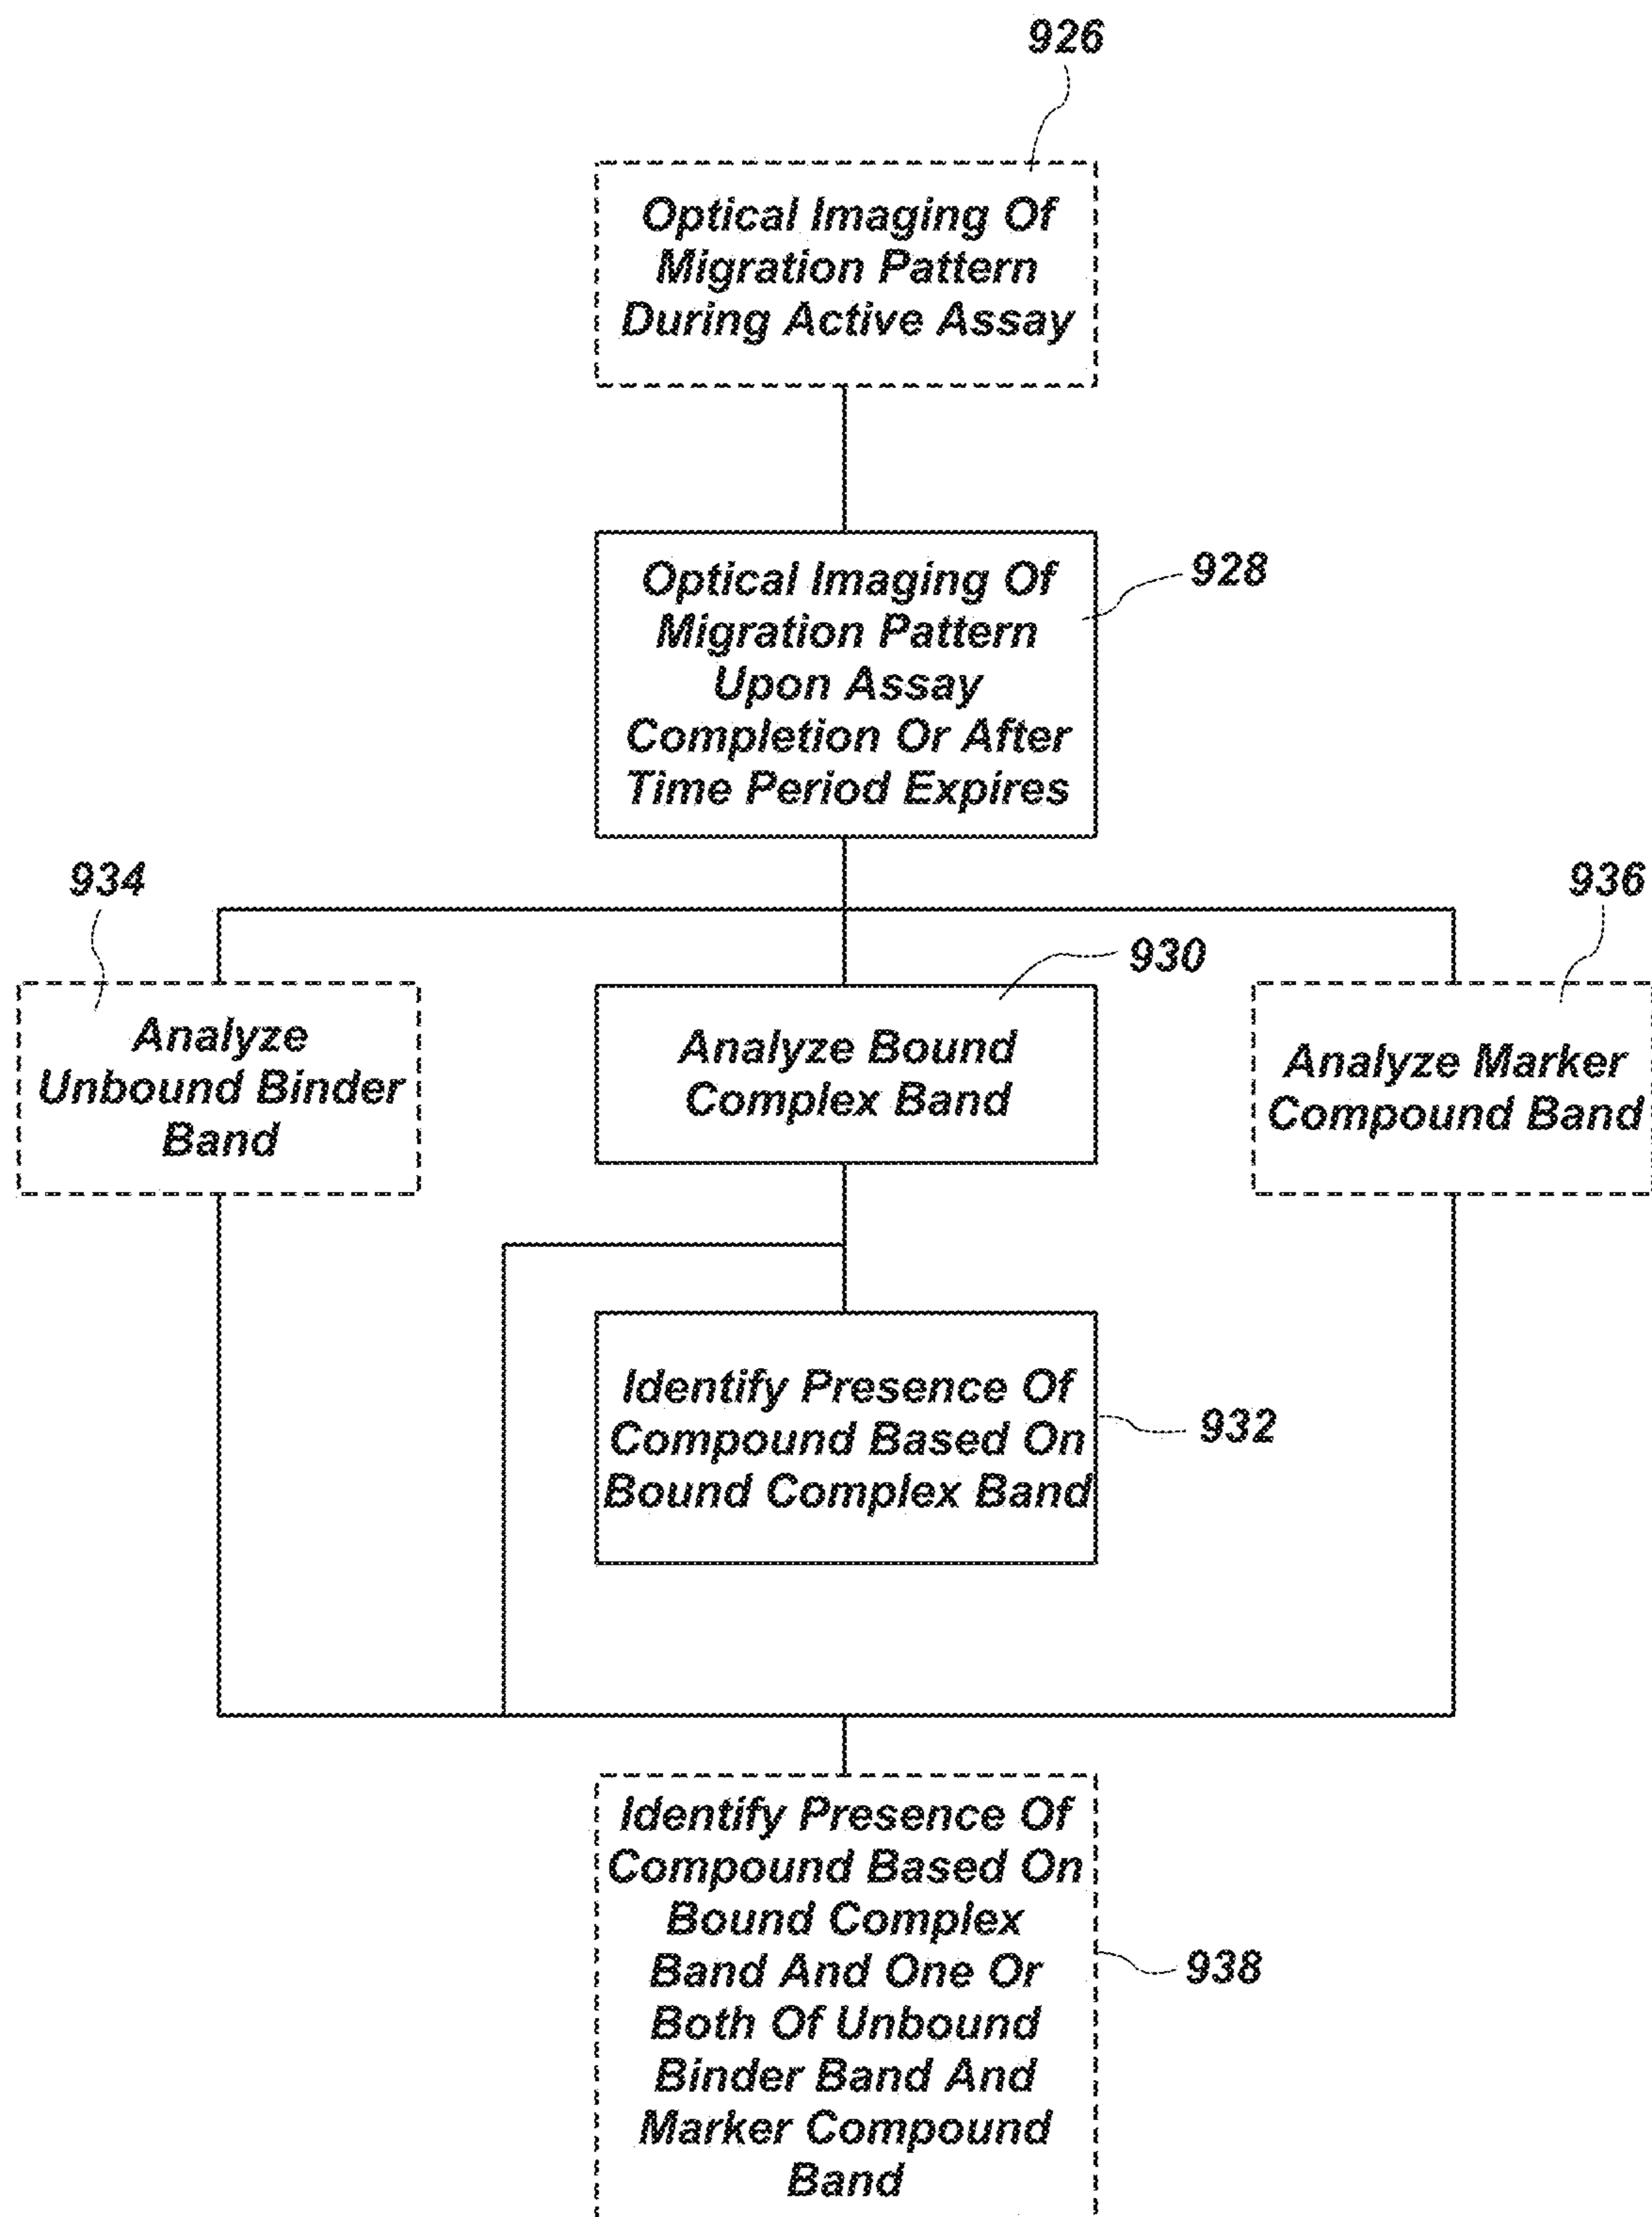 926
Optical Imaging Of
Migration Pattern
During Active Assay
Optical Imaging Of
Migration Pattern
Upon Assay
Completion Or After
Time Period Expires
928
934
936
930
Analyze
Unbound Binder
Band
Analyze Bound
Complex Band
Analyze Marker
Compound Band
Identify Presence Of
Compound Based On
Bound Complex Band
932
Identify Presence Of
Compound Based On
Bound Complex
Band And One Or
Both Of Unbound
Binder Band And
Marker Compound
Band
938